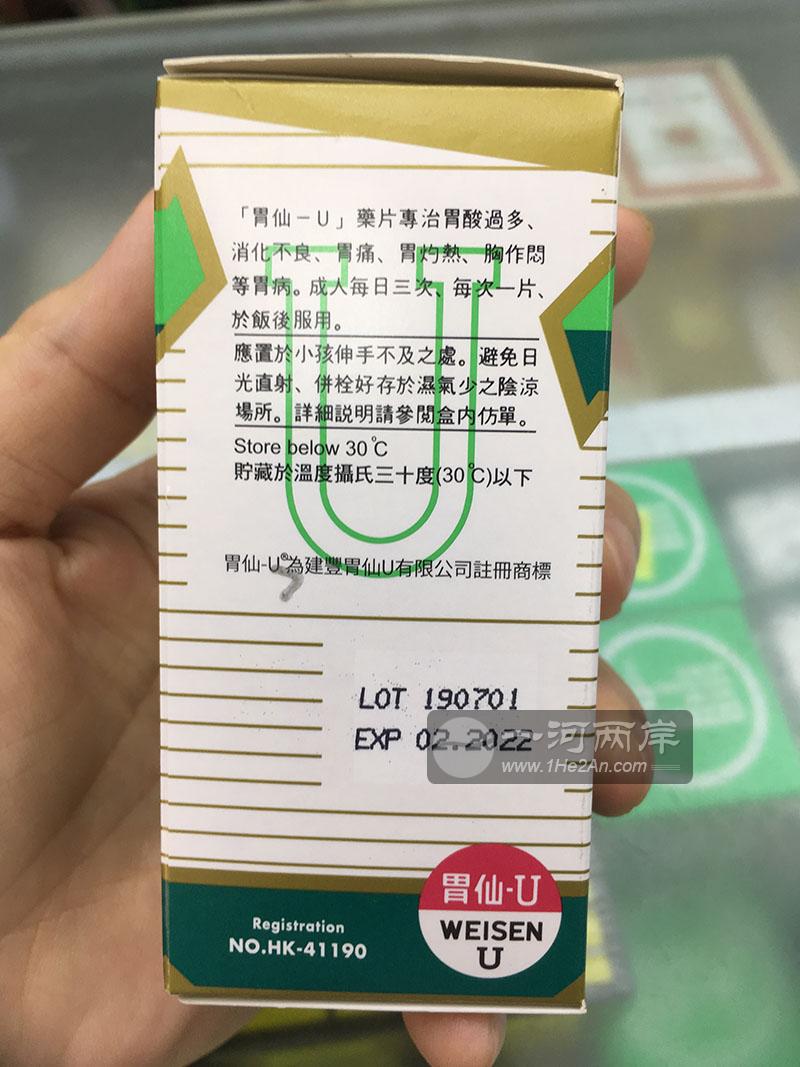 「胃仙－U」藥片專治胃酸過多、
消化不良、胃痛、胃灼熱、胸作悶
等胃病。成人每日三次、每次一片、
於飯後服用。
應置於小孩伸手不及之處。避免日
光直射、併栓好存於濕氣少之陰涼
場所。詳細説明請參閲盒内仿單。
Store below 30℃
貯藏於溫度攝氏三十度(30℃)以下
胃仙-U®為建豐胃仙U有限公司註冊商標
LOT 190701
EXP 02.2022
一河两岸
www.1He2An.com
胃仙-U
WEISEN
U
Registration
NO.HK-41190